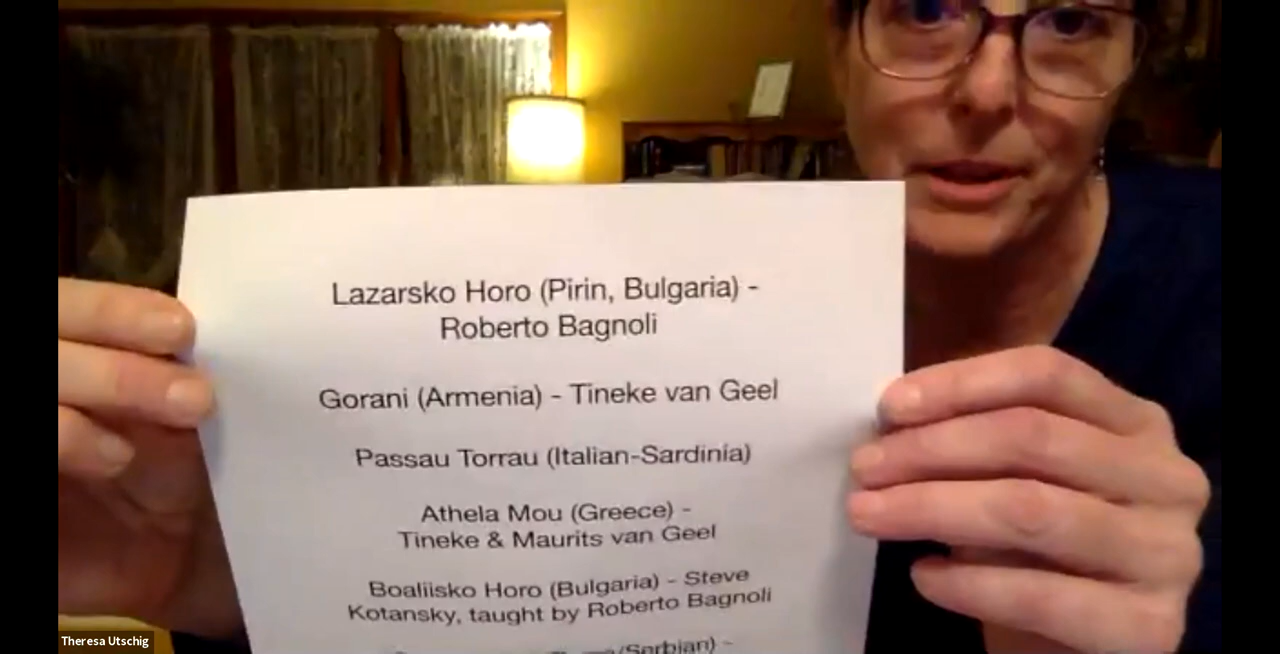 Lazarsko Horo (Pirin, Bulgaria) -
Roberto Bagnoli
Gorani (Armenia) - Tineke van Geel
Passau Torrau (Italian-Sardinia)
Athela Mou (Greece) -
Tineke & Maurits van Geel
Boaliisko Horo (Bulgaria) - Steve
Kotansky, taught by Roberto Bagnoli
(Serbian) -
Theresa Utschig